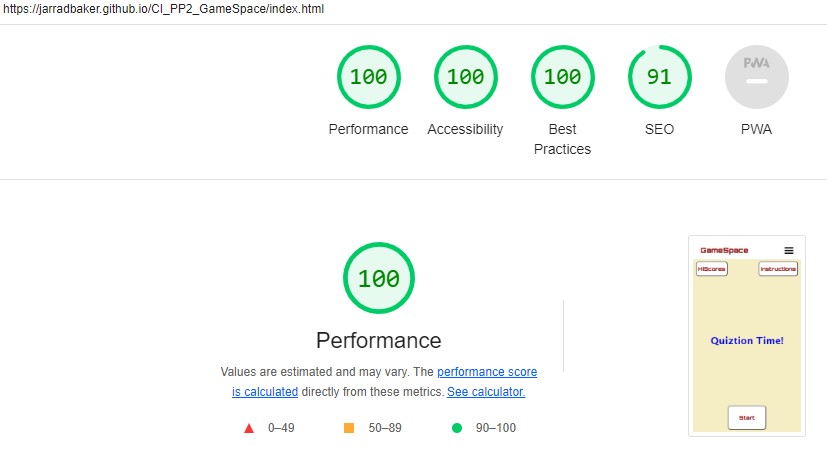 https://jarradbaker.github.io/CI_PP2_GameSpace/index.html
100 100 100 91 PWA
Performance Accessibility Best Practices SEO PWA
100
Performance
Values are estimated and may vary. The performance score
is calculated directly from these metrics. See calculator.
0–49 50–89 90–100
GameSpace
HiScores Instructions
Quiztion Time!
Start